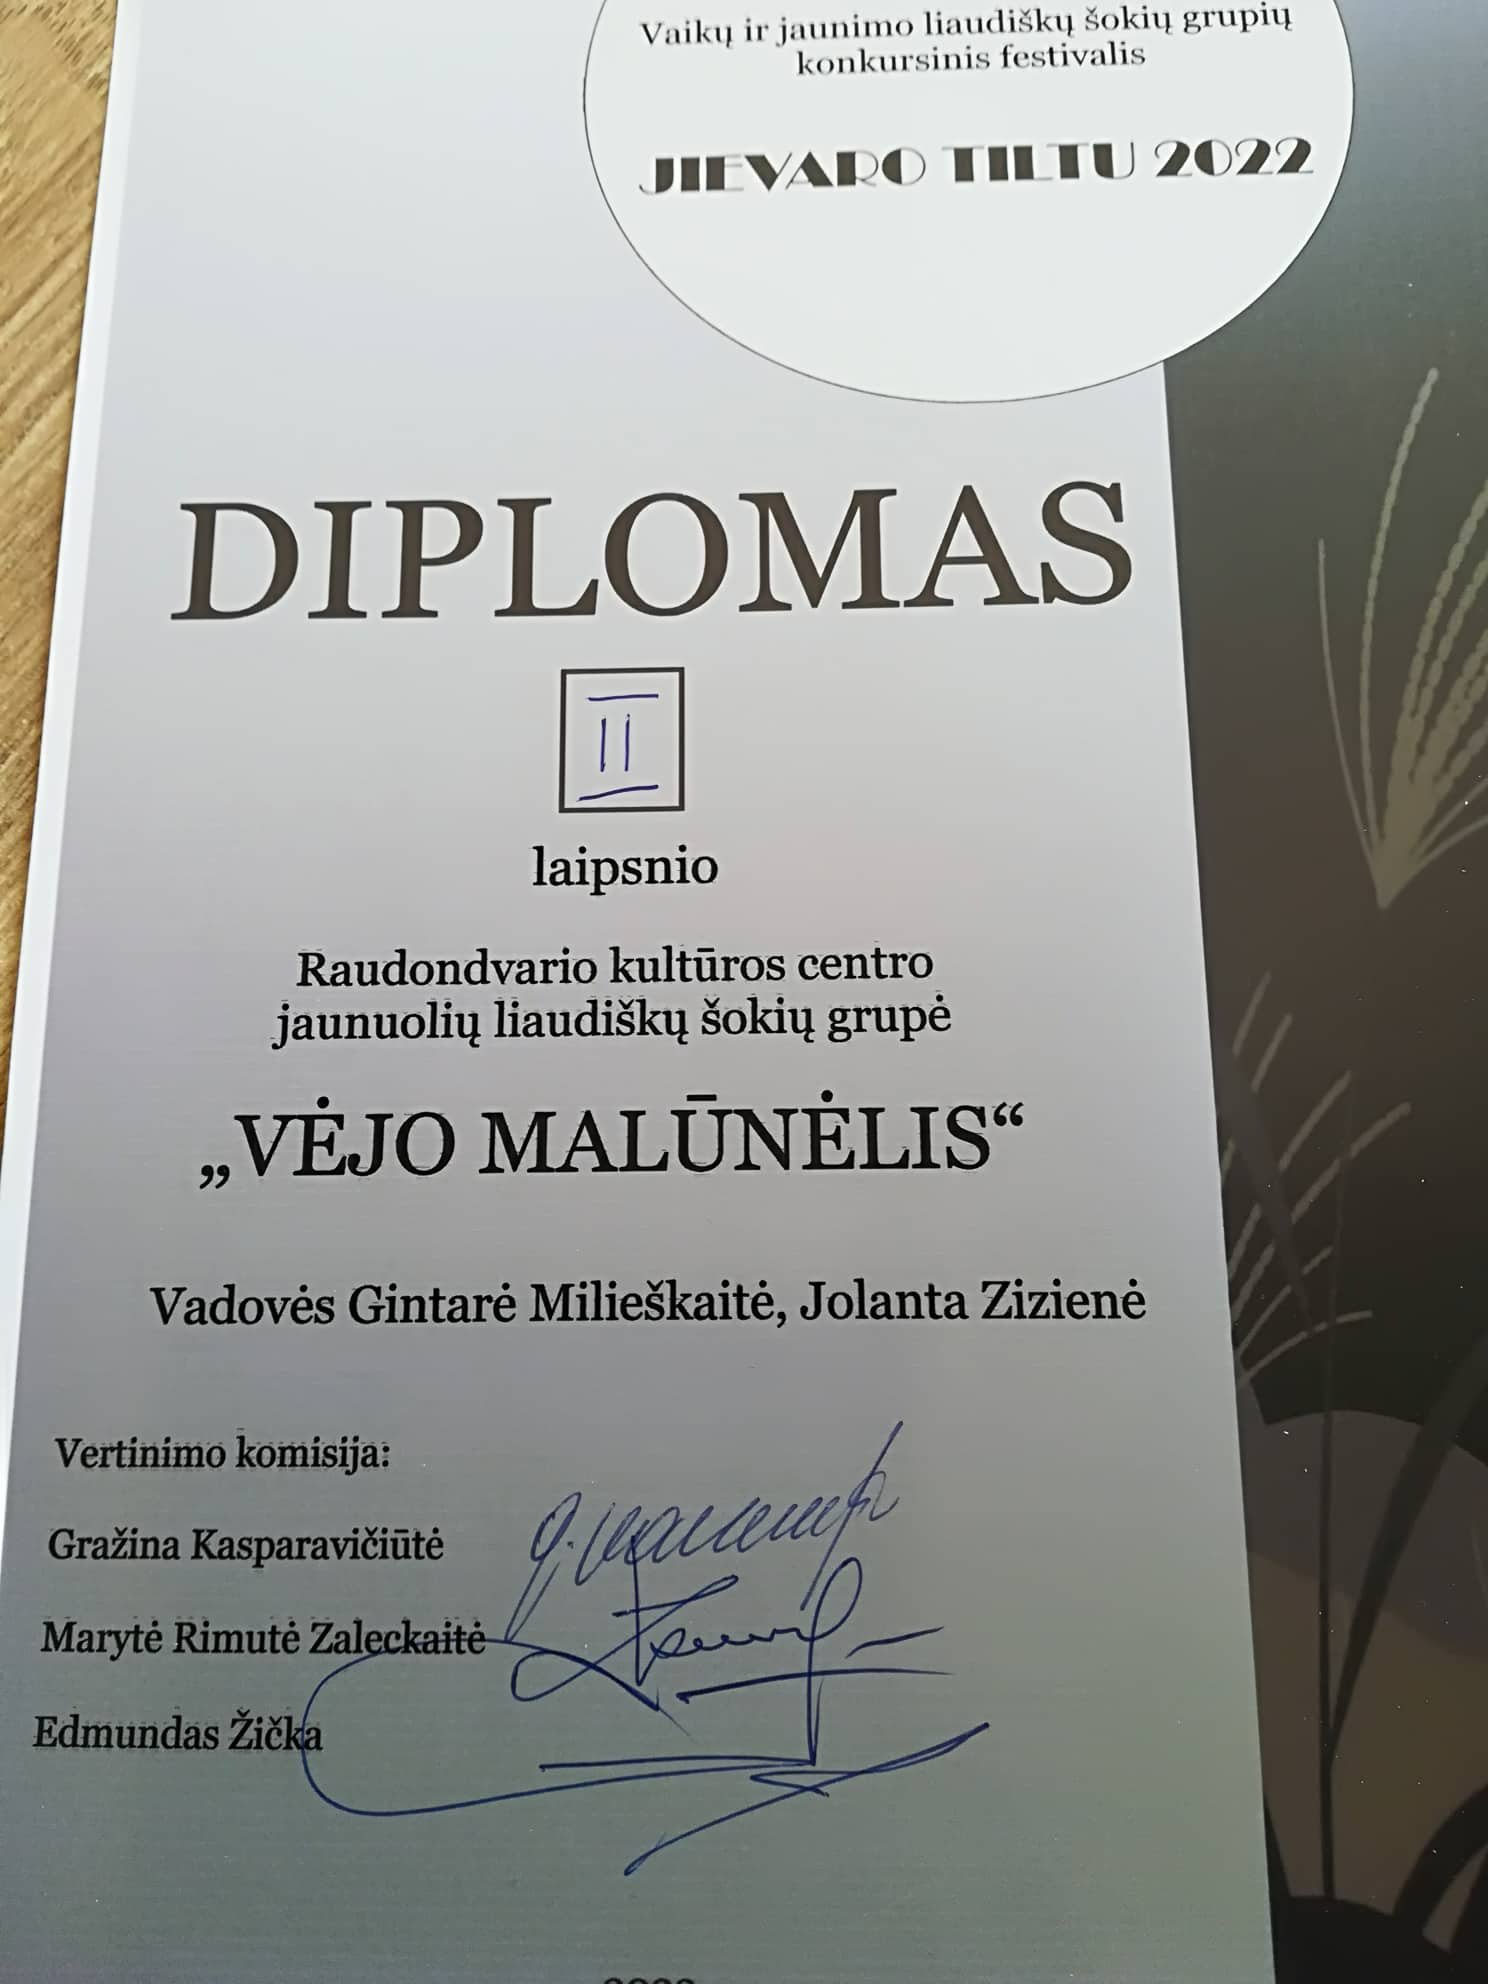 Vaikų ir jaunimo liaudiškų šokių grupių
konkursinis festivalis
JIEVARO TILTU 2022
DIPLOMAS
II
laipsnio
Raudondvario kultūros centro
jaunuolių liaudiškų šokių grupė
„VĖJO MALŪNĖLIS“
Vadovės Gintarė Milieškaitė, Jolanta Zizienė
Vertinimo komisija:
Gražina Kasparavičiūtė
Marytė Rimutė Zaleckaitė
Edmundas Žička